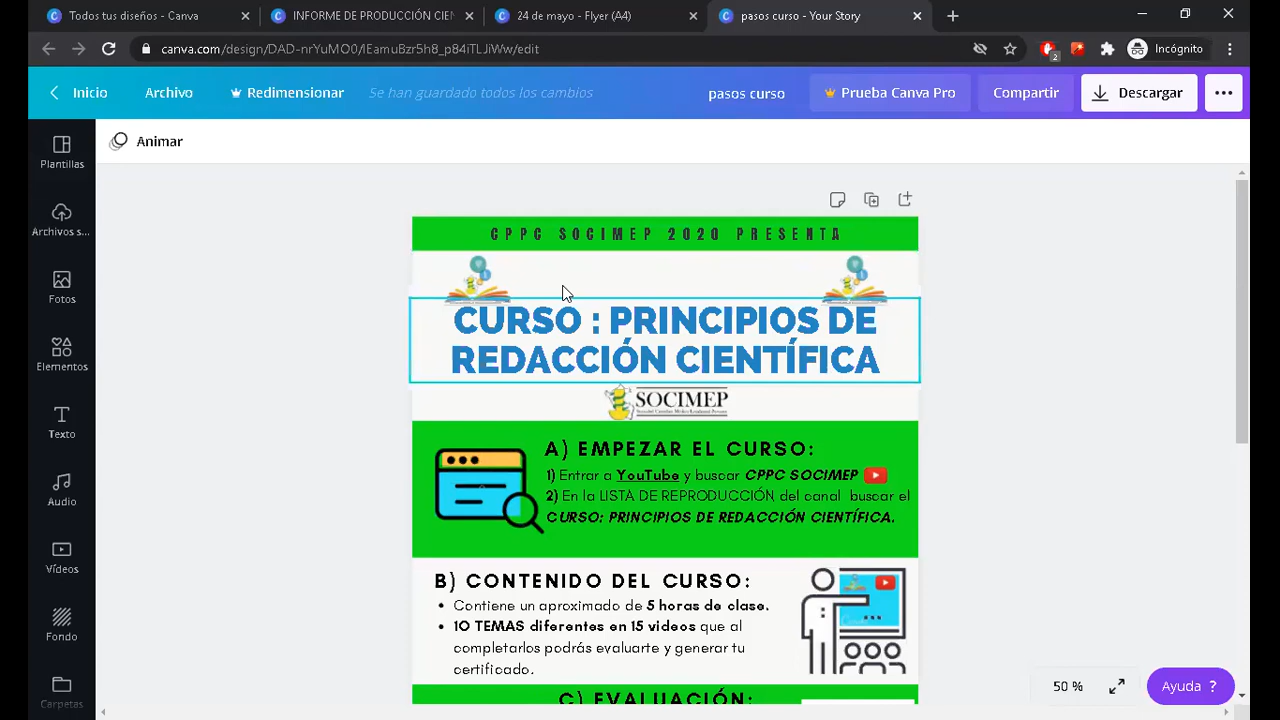 Todos tus diseños - Canva
INFORME DE PRODUCCIÓN CIEN
24 de mayo - Flyer (A4)
pasos curso - Your Story
canva.com/design/DAD-nrYuMO0/IEamuBzr5h8_p84iTLJiWw/edit
2
Incógnito
Inicio
Archivo
Redimensionar
Se han guardado todos los cambios
pasos curso
Prueba Canva Pro
Compartir
Descargar
Plantillas
Animar
Archivos s...
Fotos
Elementos
Texto
Audio
Vídeos
Fondo
Carpetas
CPPC SOCIMEP 2020 PRESENTA
CURSO : PRINCIPIOS DE
REDACCIÓN CIENTÍFICA
SOCIMEP
A) EMPEZAR EL CURSO:
1) Entrar a YouTube y buscar CPPC SOCIMEP
2) En la LISTA DE REPRODUCCIÓN del canal buscar el
CURSO: PRINCIPIOS DE REDACCIÓN CIENTÍFICA.
B) CONTENIDO DEL CURSO:
• Contiene un aproximado de 5 horas de clase.
• 10 TEMAS diferentes en 15 videos que al
completarlos podrás evaluarte y generar tu
certificado.
C) EVALUACIÓN:
50 %
Ayuda ?